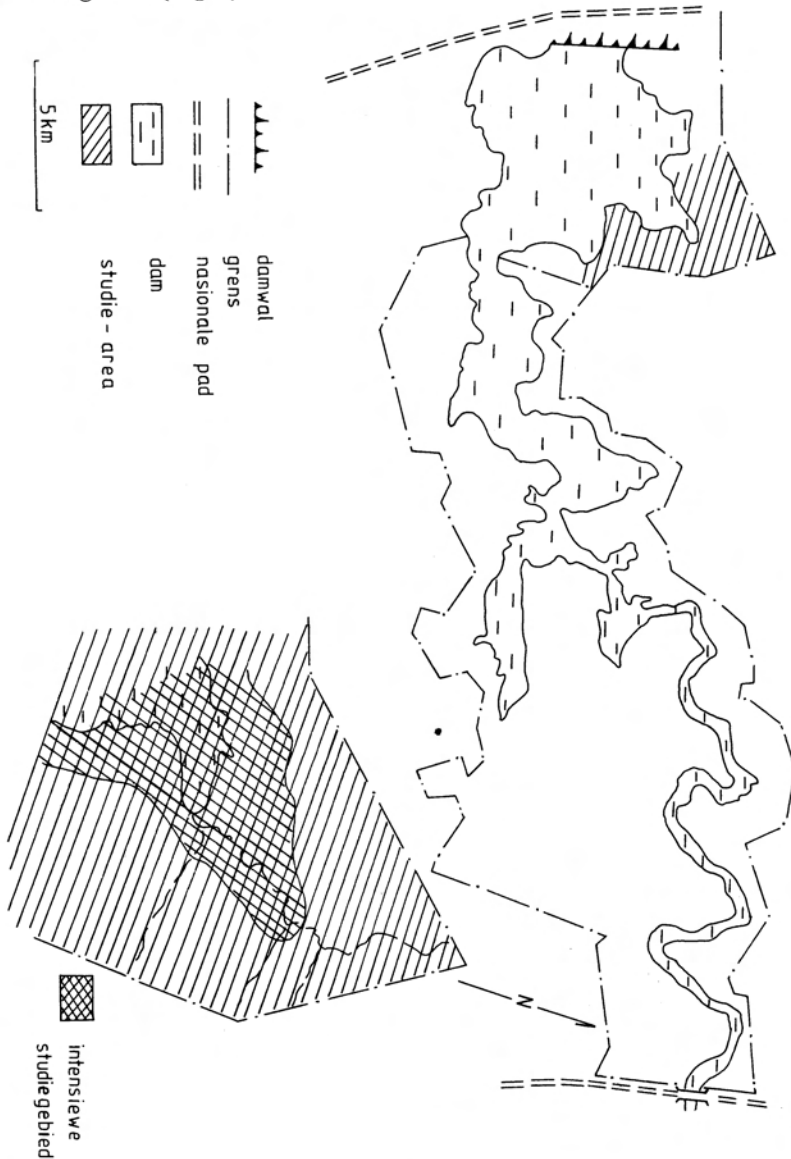 damwal
grens
nasionale pad
dam
studie - area
5 km
N
intensiewe
studiegebied